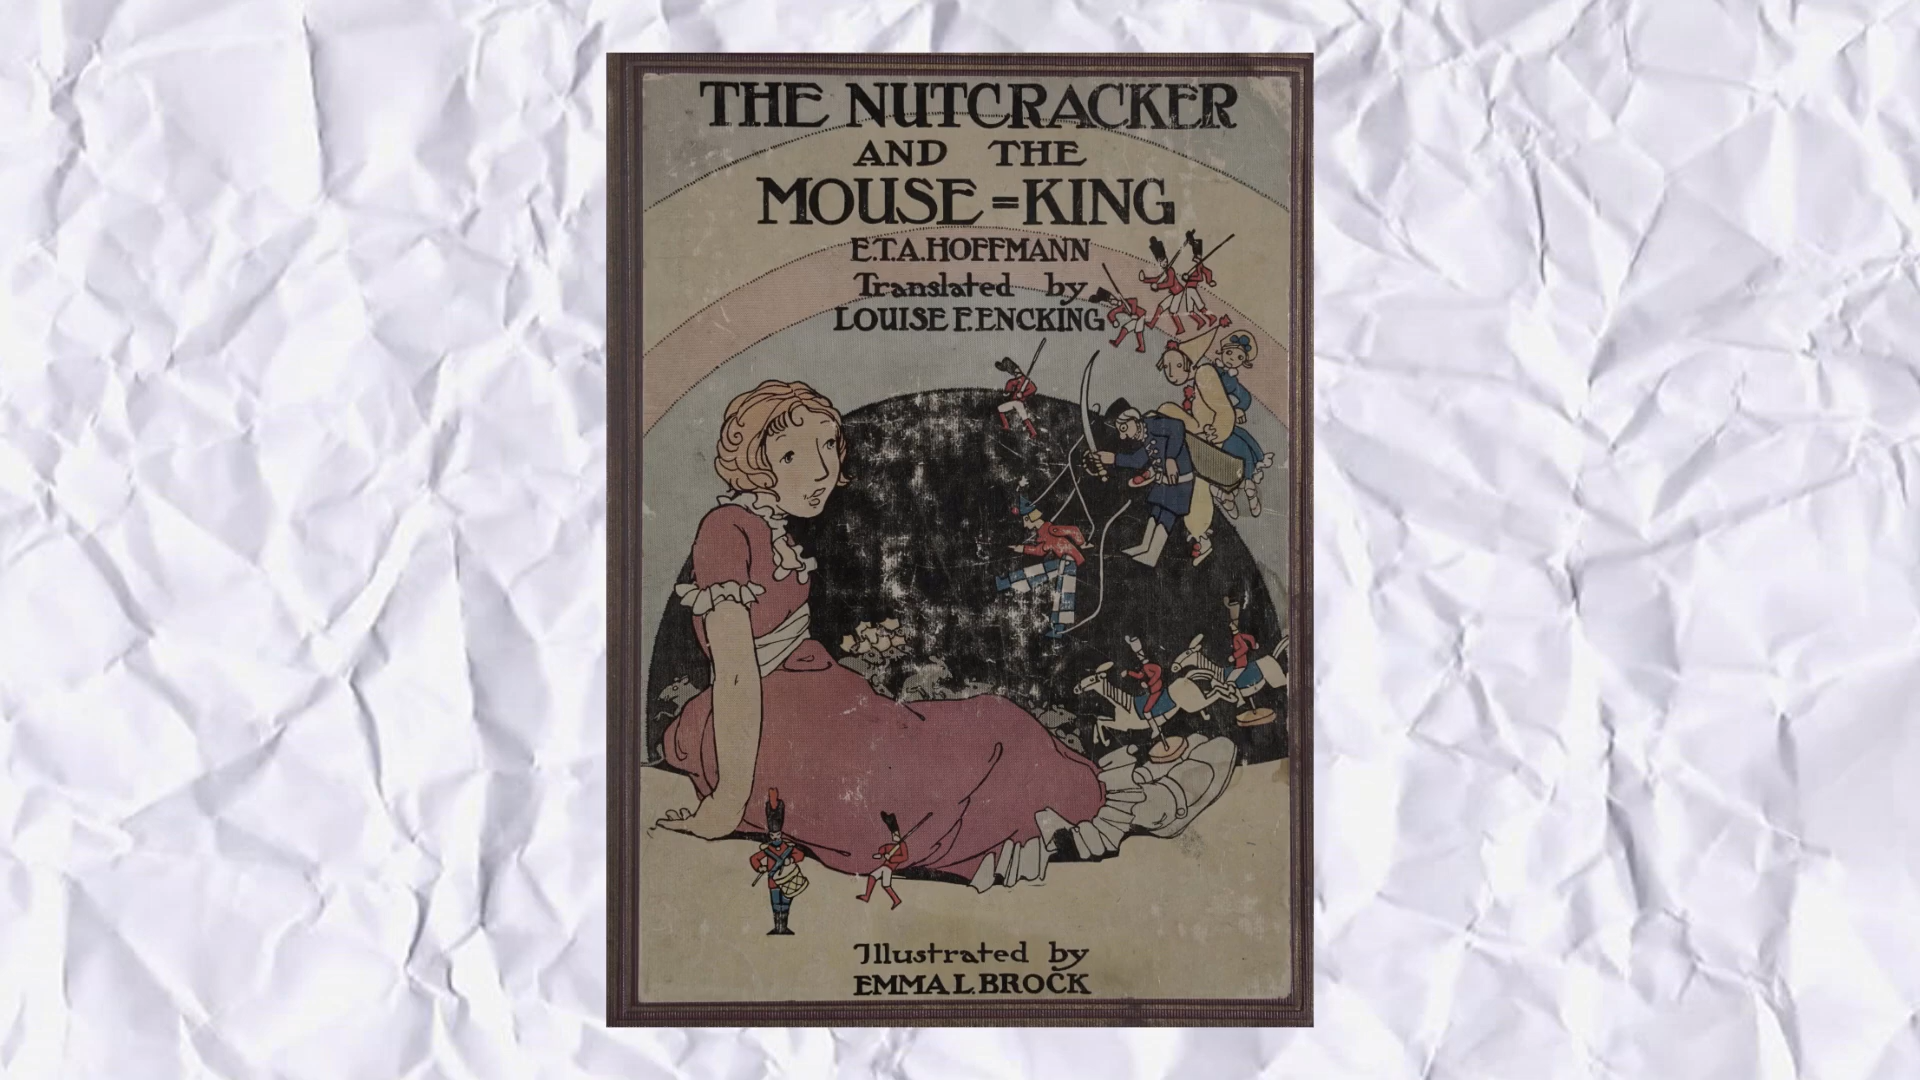 THE NUTCRACKER
AND THE
MOUSE=KING
E.T.A. HOFFMANN
Translated by
LOUISE F. ENCKING
Illustrated by
EMMA L. BROCK